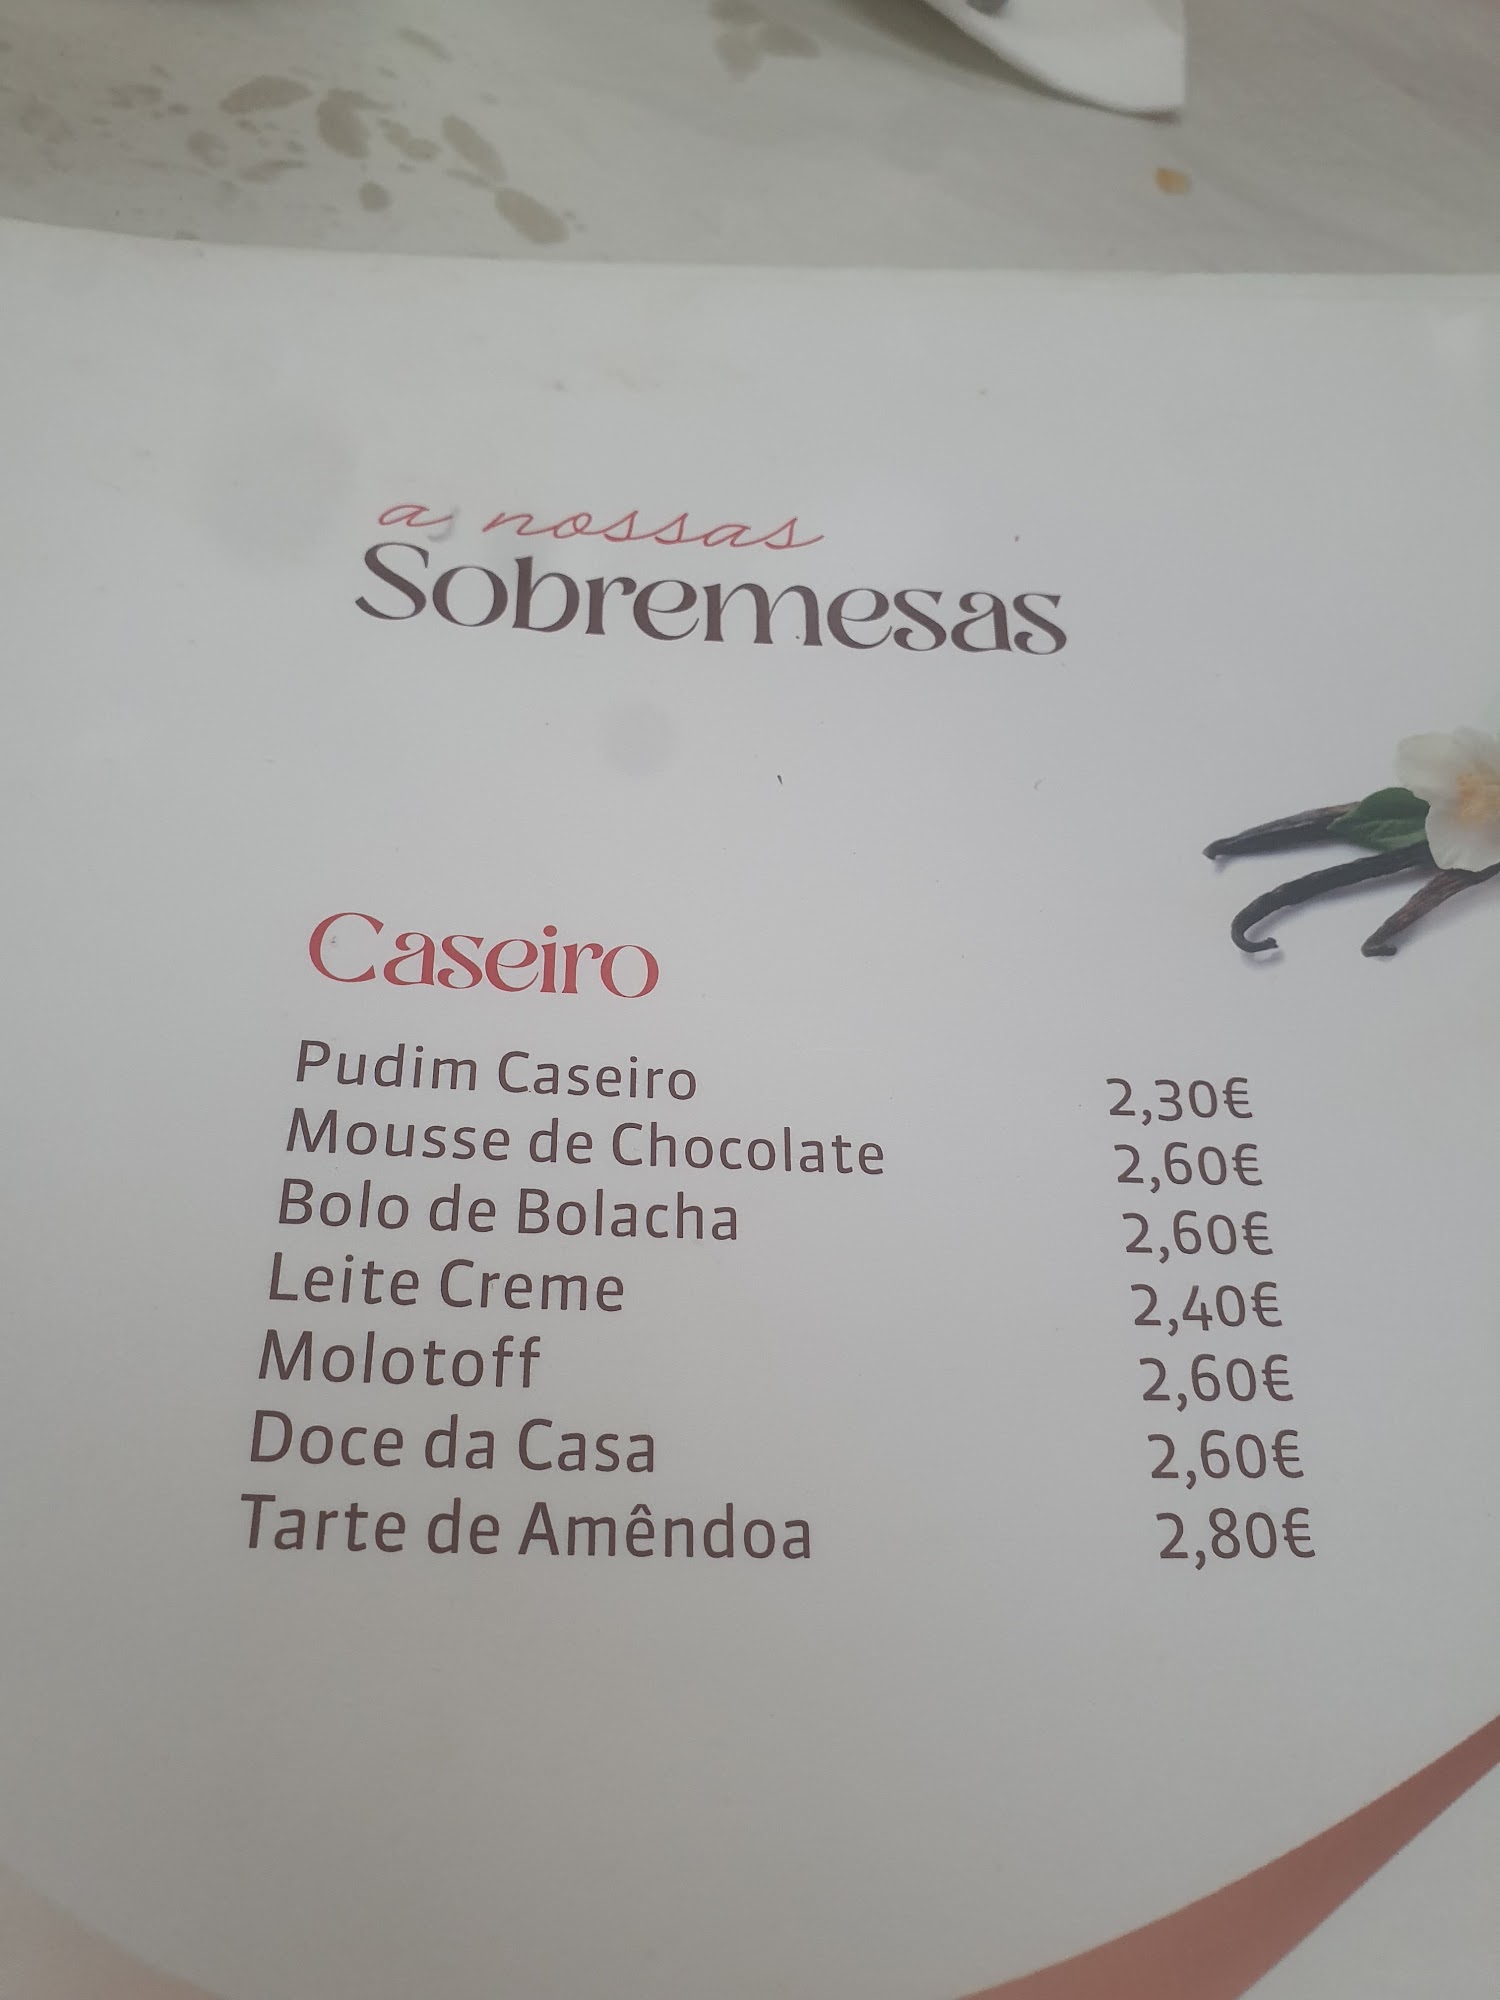 as nossas
Sobremesas
Caseiro
Pudim Caseiro 2,30€
Mousse de Chocolate 2,60€
Bolo de Bolacha 2,60€
Leite Creme 2,40€
Molotoff 2,60€
Doce da Casa 2,60€
Tarte de Amêndoa 2,80€